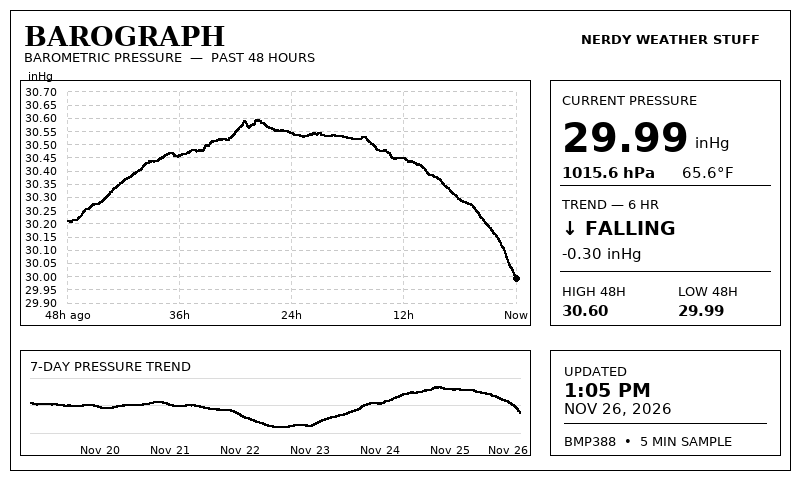 BAROGRAPH
BAROMETRIC PRESSURE — PAST 48 HOURS
NERDY WEATHER STUFF
inHg
30.70
30.65
30.60
30.55
30.50
30.45
30.40
30.35
30.30
30.25
30.20
30.15
30.10
30.05
30.00
29.95
29.90
48h ago 36h 24h 12h Now
CURRENT PRESSURE
29.99 inHg
1015.6 hPa 65.6°F
TREND — 6 HR
↓ FALLING
-0.30 inHg
HIGH 48H LOW 48H
30.60 29.99
7-DAY PRESSURE TREND
Nov 20 Nov 21 Nov 22 Nov 23 Nov 24 Nov 25 Nov 26
UPDATED
1:05 PM
NOV 26, 2026
BMP388 • 5 MIN SAMPLE